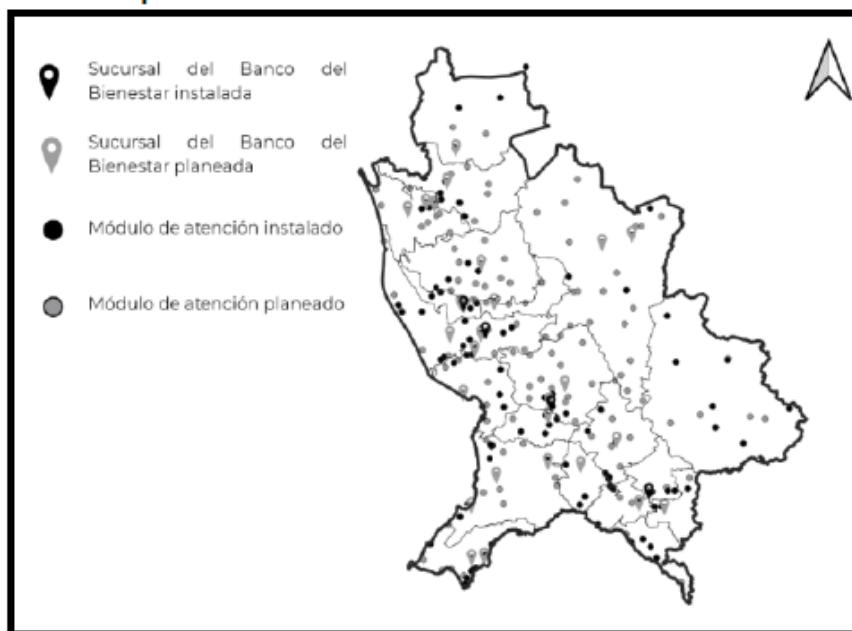 Sucursal del Banco del
Bienestar instalada
Sucursal del Banco del
Bienestar planeada
Módulo de atención instalado
Módulo de atención planeado